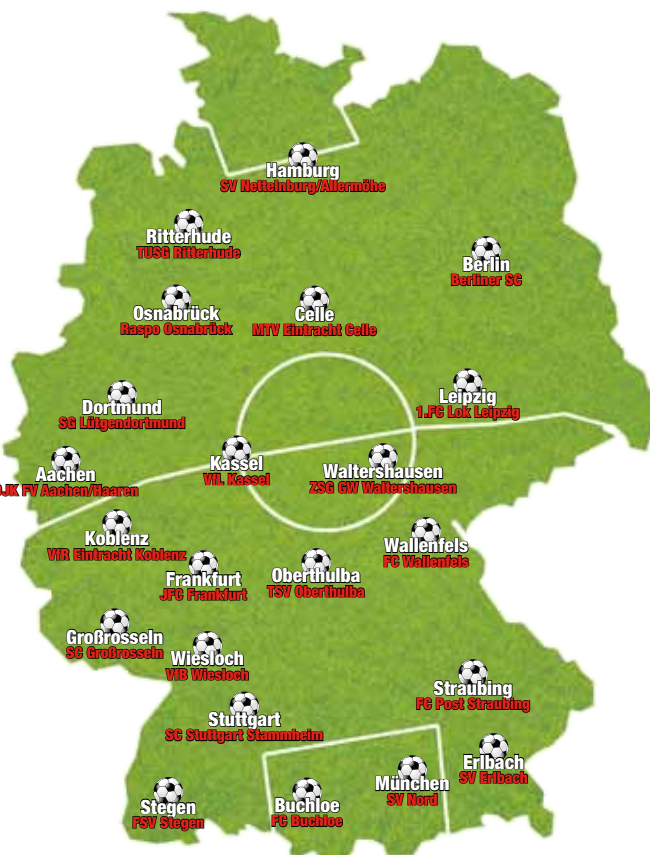 Hamburg
SV Nettelnburg/Allermöhe
Ritterhude
TUSG Ritterhude
Berlin
Berliner SC
Osnabrück
Raspo Osnabrück
Celle
MTV Eintracht Celle
Dortmund
SG Lütgendortmund
Leipzig
1.FC Lok Leipzig
Kassel
VfL Kassel
Waltershausen
ZSG GW Waltershausen
Aachen
DJK FV Aachen/Haaren
Koblenz
VfR Eintracht Koblenz
Wallenfels
FC Wallenfels
Frankfurt
JFC Frankfurt
Oberthulba
TSV Oberthulba
Großrosseln
SC Großrosseln
Wiesloch
VfB Wiesloch
Straubing
FC Post Straubing
Stuttgart
SC Stuttgart Stammheim
Erlbach
SV Erlbach
München
SV Nord
Stegen
FSV Stegen
Buchloe
FC Buchloe